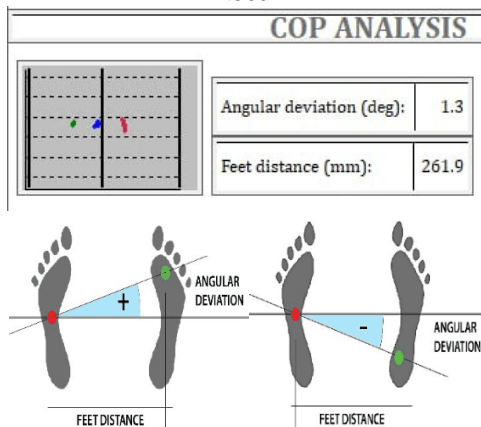 COP ANALYSIS
Angular deviation (deg): 1.3
Feet distance (mm): 261.9
+
ANGULAR
DEVIATION
FEET DISTANCE
-
ANGULAR
DEVIATION
FEET DISTANCE